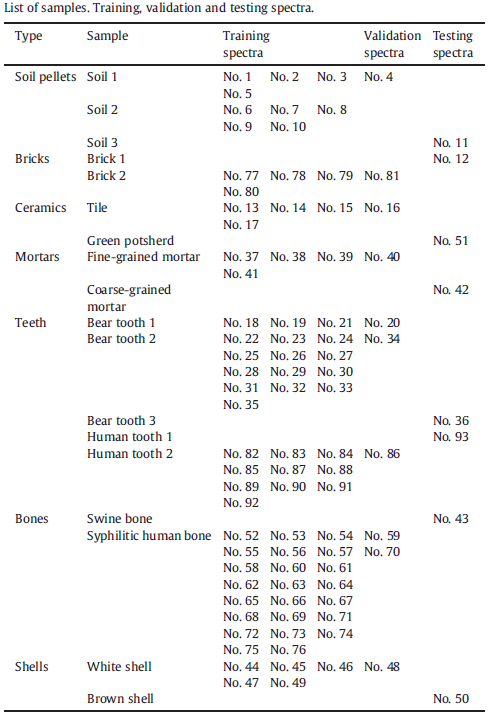 List of samples. Training, validation and testing spectra.
Type Sample Training spectra Validation spectra Testing spectra
Soil pellets Soil 1 No. 1 No. 2 No. 3 No. 4
No. 5
Soil 2 No. 6 No. 7 No. 8
No. 9 No. 10
Soil 3 No. 11
Bricks Brick 1 No. 12
Brick 2 No. 77 No. 78 No. 79 No. 81
No. 80
Ceramics Tile No. 13 No. 14 No. 15 No. 16
No. 17
Green potsherd No. 51
Mortars Fine-grained mortar No. 37 No. 38 No. 39 No. 40
No. 41
Coarse-grained No. 42
mortar
Teeth Bear tooth 1 No. 18 No. 19 No. 21 No. 20
Bear tooth 2 No. 22 No. 23 No. 24 No. 34
No. 25 No. 26 No. 27
No. 28 No. 29 No. 30
No. 31 No. 32 No. 33
No. 35
Bear tooth 3 No. 36
Human tooth 1 No. 93
Human tooth 2 No. 82 No. 83 No. 84 No. 86
No. 85 No. 87 No. 88
No. 89 No. 90 No. 91
No. 92
Bones Swine bone No. 43
Syphilitic human bone No. 52 No. 53 No. 54 No. 59
No. 55 No. 56 No. 57 No. 70
No. 58 No. 60 No. 61
No. 62 No. 63 No. 64
No. 65 No. 66 No. 67
No. 68 No. 69 No. 71
No. 72 No. 73 No. 74
No. 75 No. 76
Shells White shell No. 44 No. 45 No. 46 No. 48
No. 47 No. 49
Brown shell No. 50